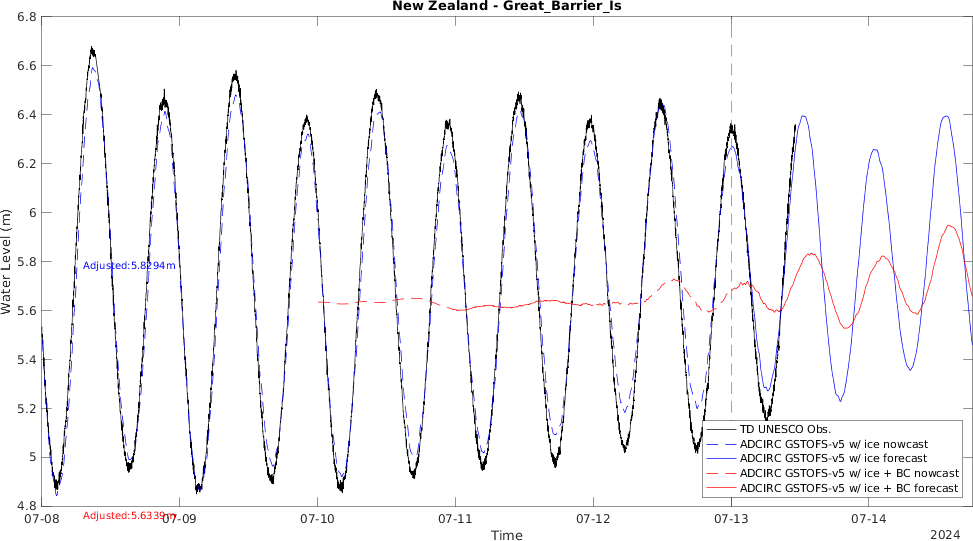 New Zealand - Great_Barrier_Is
6.8
6.6
6.4
6.2
6
5.8
5.6
5.4
5.2
5
4.8
Water Level (m)
Adjusted:5.8294m
Adjusted:5.6339m
TD UNESCO Obs.
ADCIRC GSTOFS-v5 w/ ice nowcast
ADCIRC GSTOFS-v5 w/ ice forecast
ADCIRC GSTOFS-v5 w/ ice + BC nowcast
ADCIRC GSTOFS-v5 w/ ice + BC forecast
07-08 07-09 07-10 07-11 07-12 07-13 07-14
Time
2024